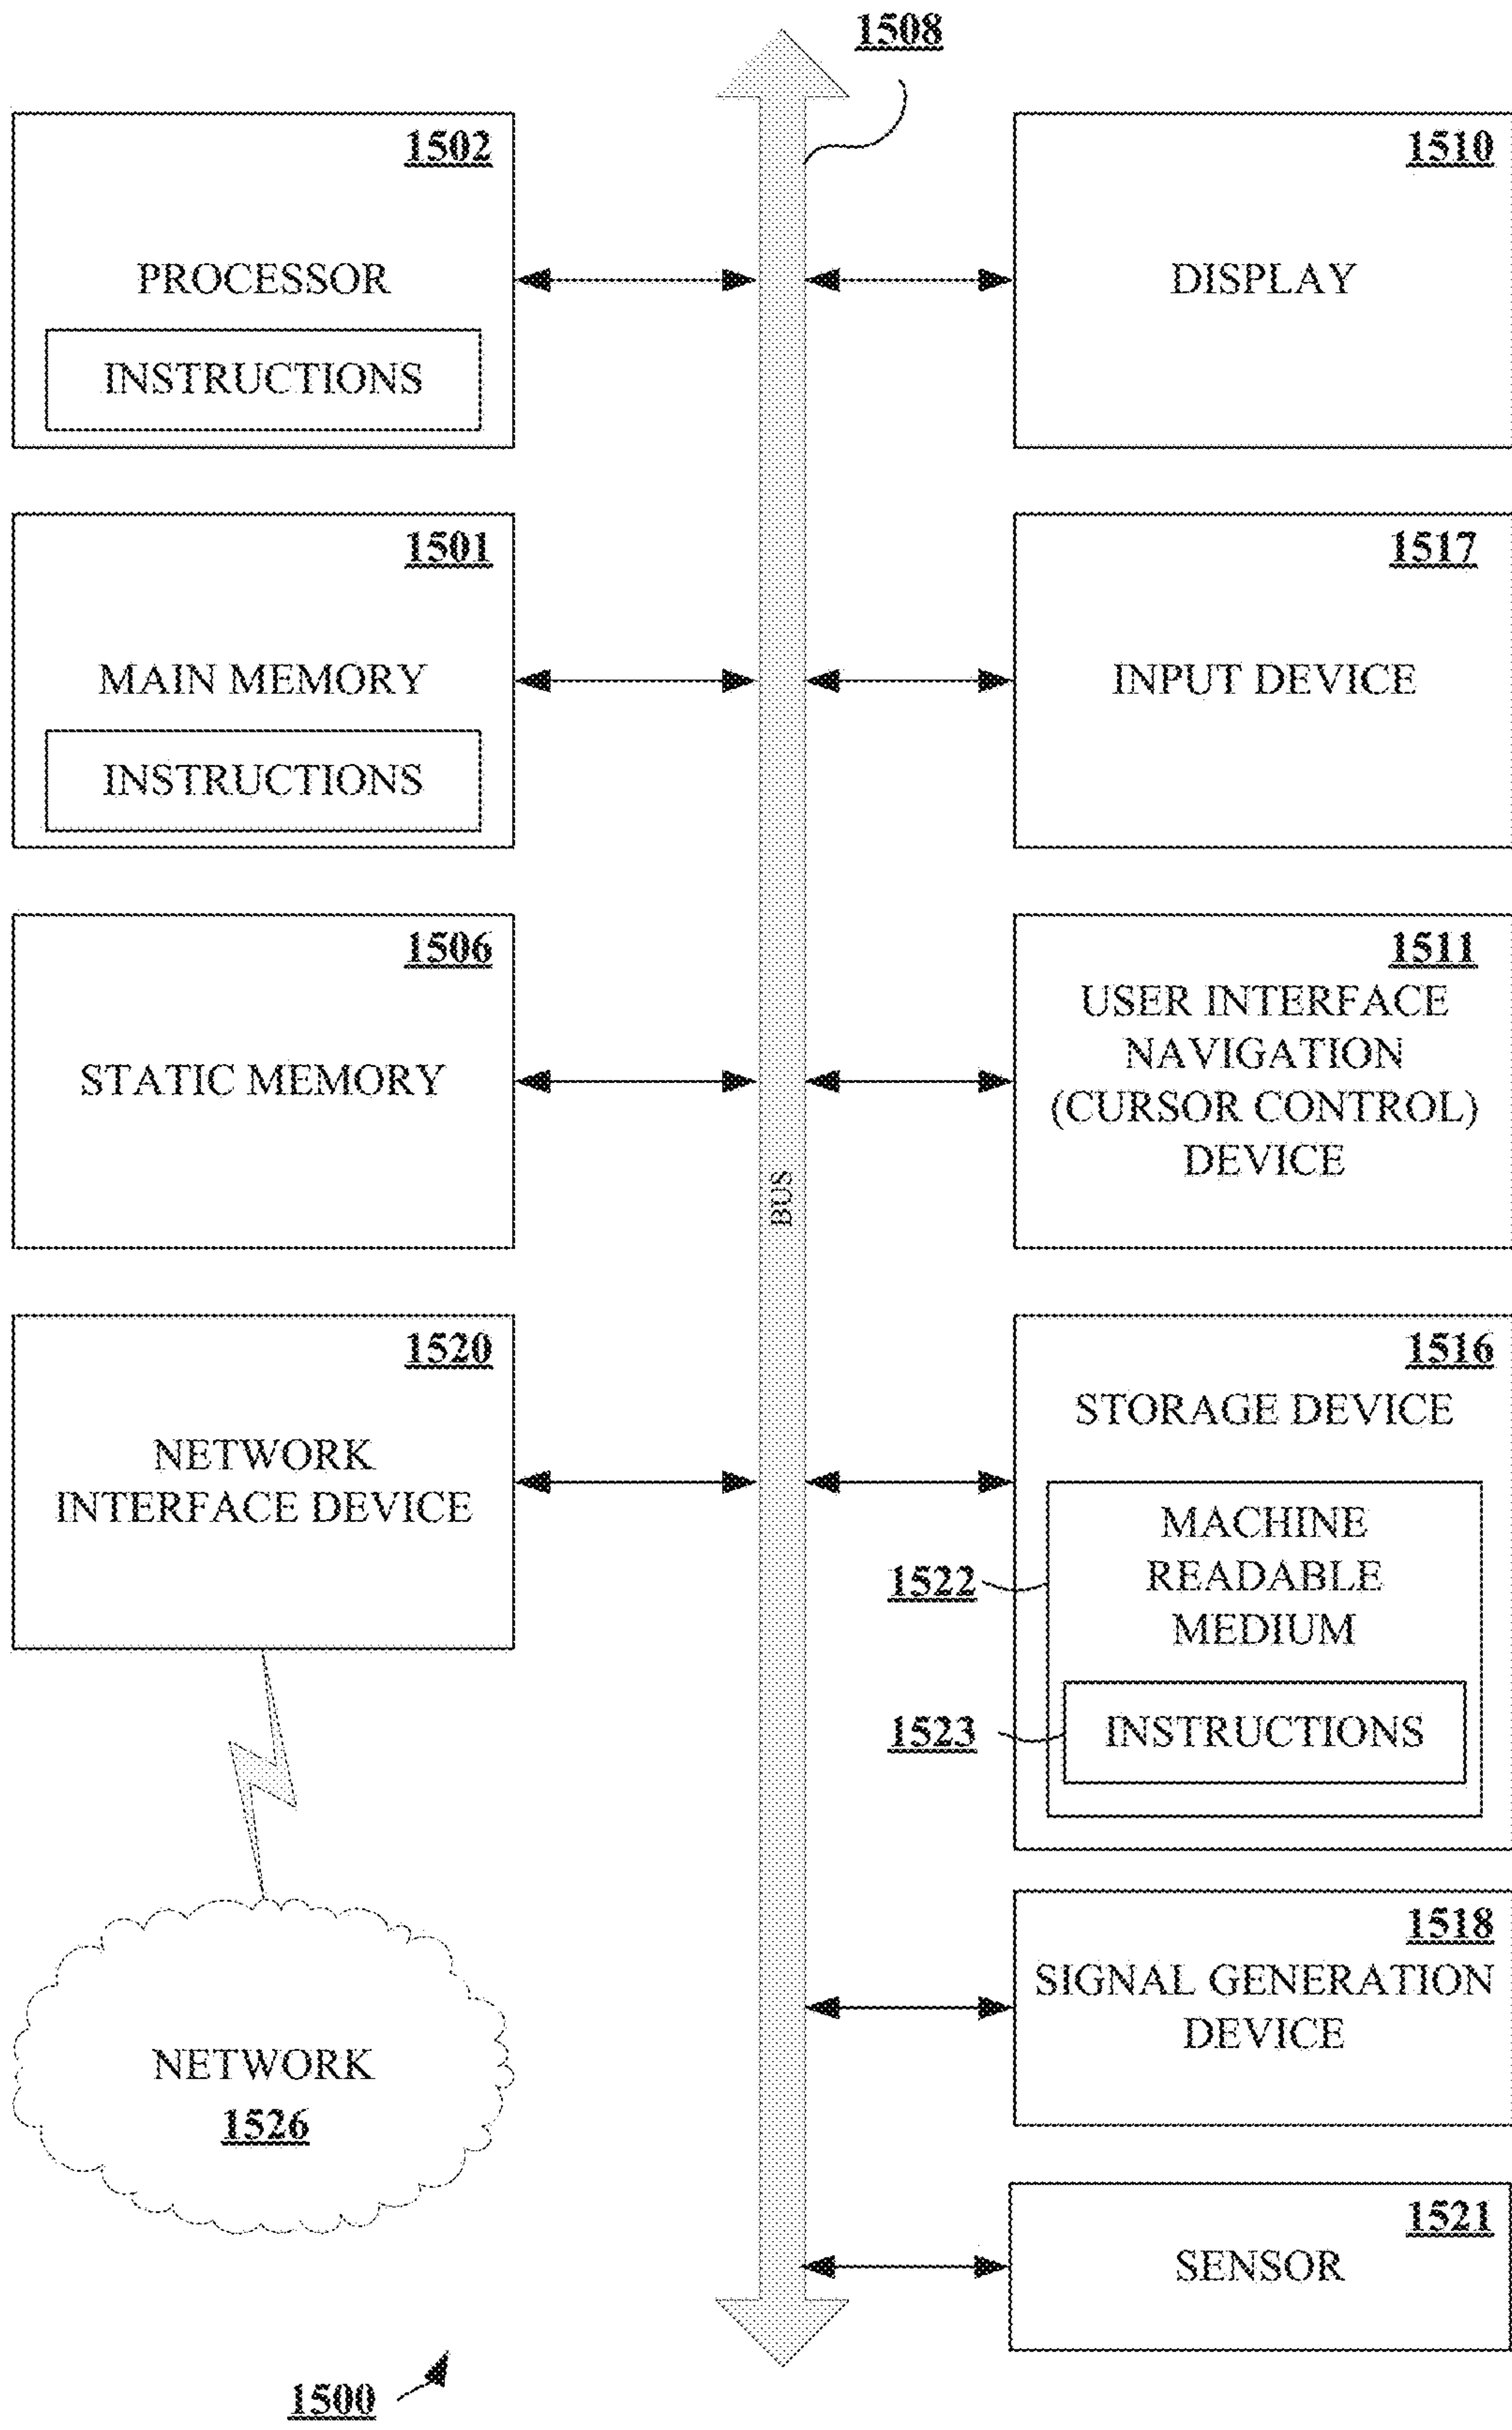 1508
1502
PROCESSOR
INSTRUCTIONS
1510
DISPLAY
1501
MAIN MEMORY
INSTRUCTIONS
1517
INPUT DEVICE
1506
STATIC MEMORY
1511
USER INTERFACE
NAVIGATION
(CURSOR CONTROL)
DEVICE
BUS
1520
NETWORK
INTERFACE DEVICE
1516
STORAGE DEVICE
MACHINE
READABLE
MEDIUM
1522
INSTRUCTIONS
1523
NETWORK
1526
1518
SIGNAL GENERATION
DEVICE
1521
SENSOR
1500